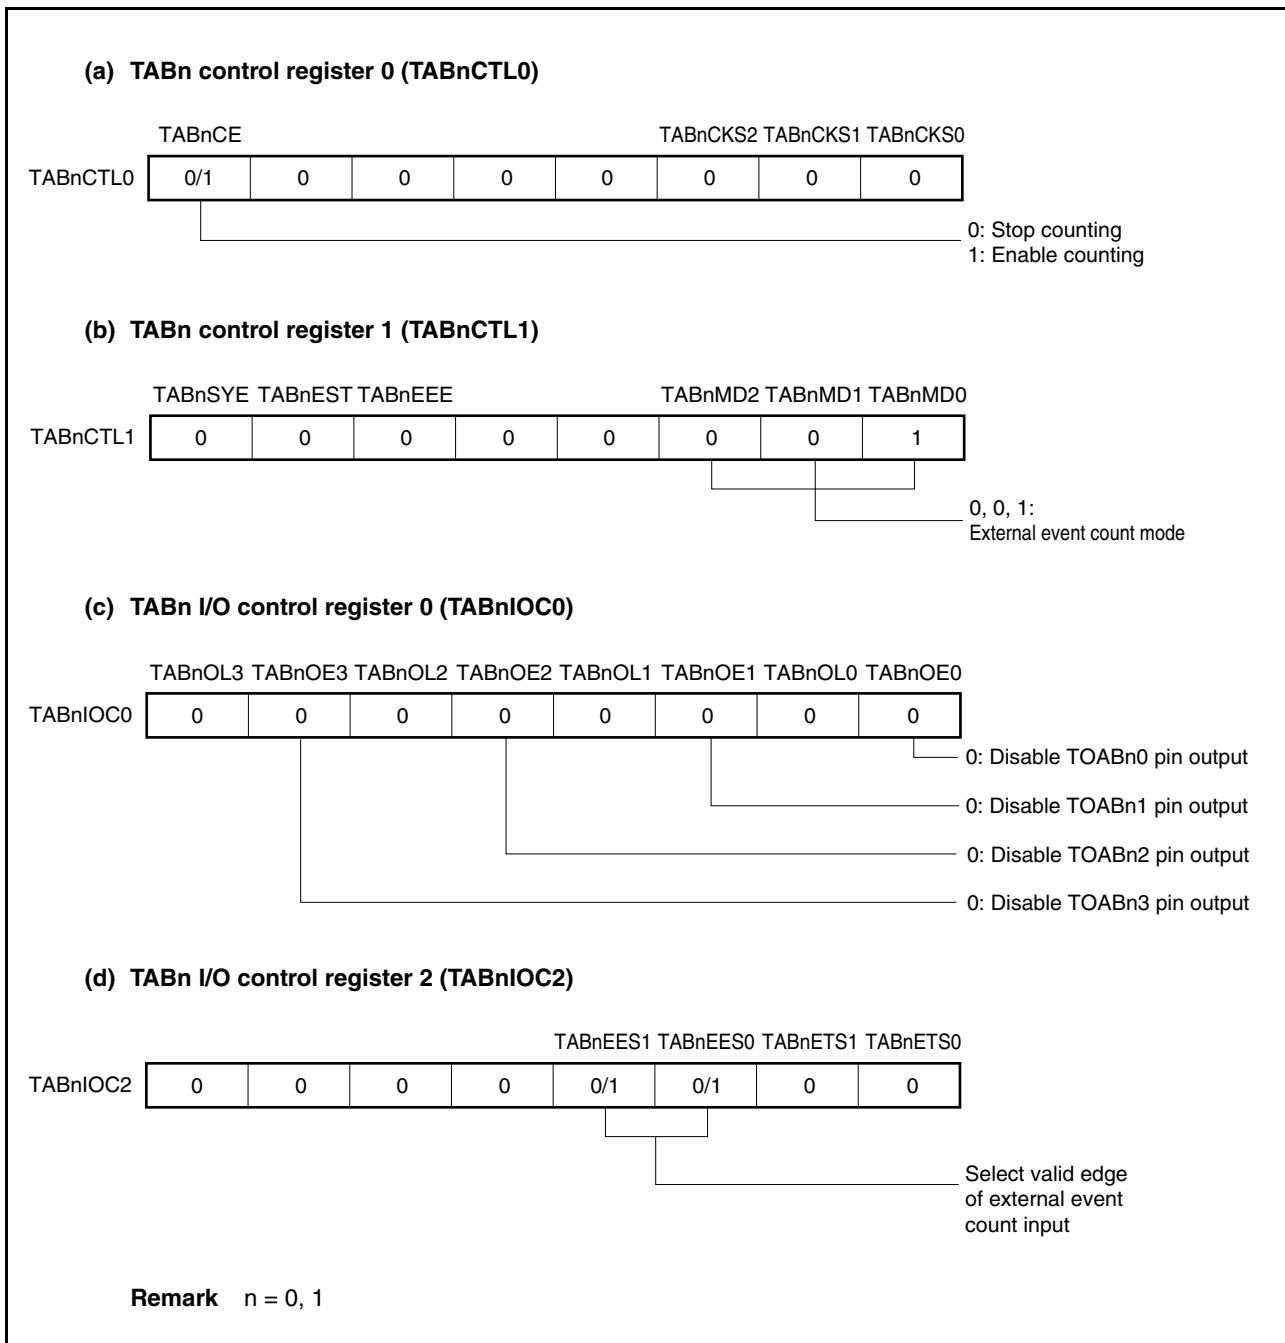 (a) TABn control register 0 (TABnCTL0)
TABnCE TABnCKS2 TABnCKS1 TABnCKS0
TABnCTL0 0/1 0 0 0 0 0 0 0
0: Stop counting
1: Enable counting
(b) TABn control register 1 (TABnCTL1)
TABnSYE TABnEST TABnEEE TABnMD2 TABnMD1 TABnMD0
TABnCTL1 0 0 0 0 0 0 0 1
0, 0, 1:
External event count mode
(c) TABn I/O control register 0 (TABnIOC0)
TABnOL3 TABnOE3 TABnOL2 TABnOE2 TABnOL1 TABnOE1 TABnOL0 TABnOE0
TABnIOC0 0 0 0 0 0 0 0 0
0: Disable TOABn0 pin output
0: Disable TOABn1 pin output
0: Disable TOABn2 pin output
0: Disable TOABn3 pin output
(d) TABn I/O control register 2 (TABnIOC2)
TABnEES1 TABnEES0 TABnETS1 TABnETS0
TABnIOC2 0 0 0 0 0/1 0/1 0 0
Select valid edge
of external event
count input
Remark n = 0, 1